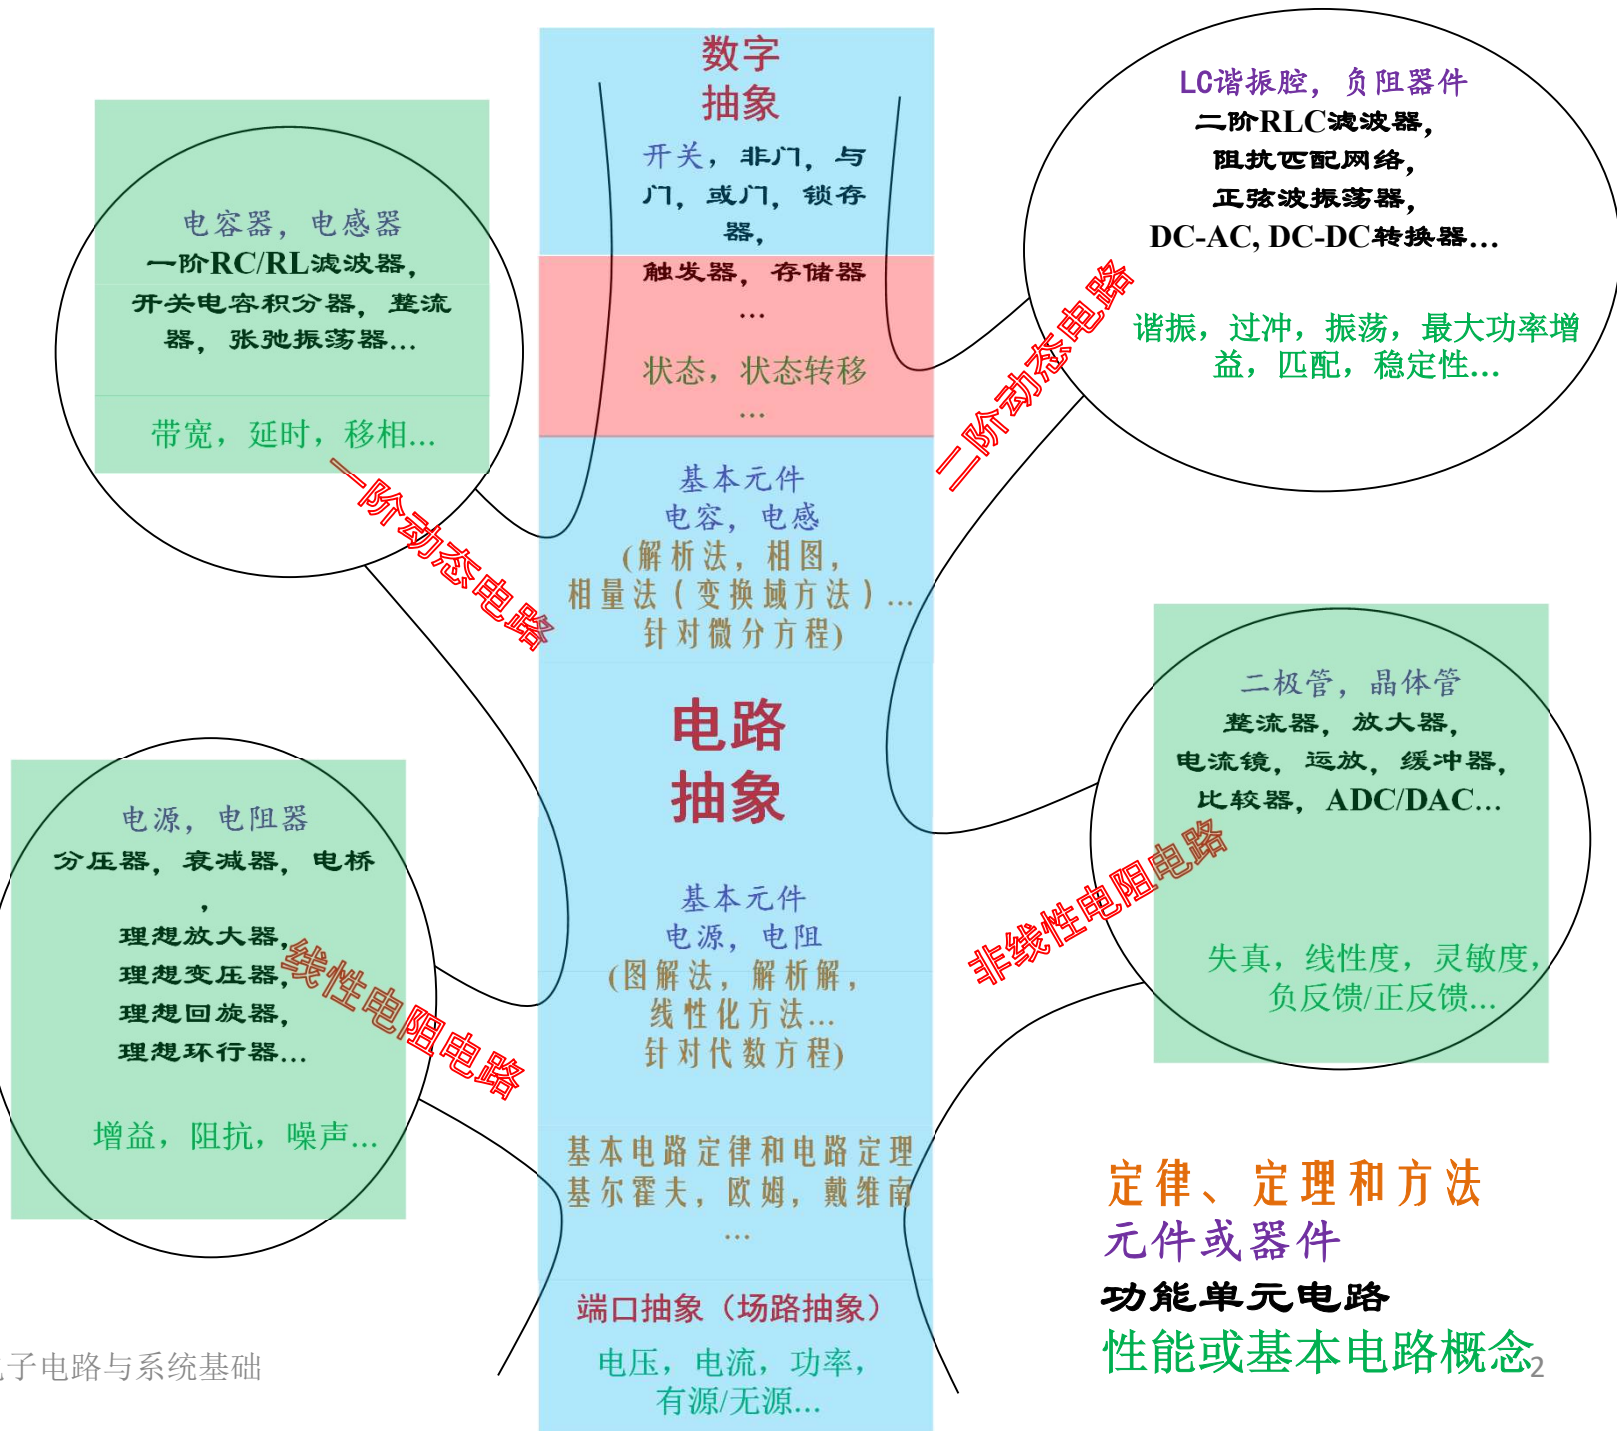 数字
抽象
开关，非门，与
门，或门，锁存
器，
触发器，存储器
…
状态，状态转移
…
基本元件
电容，电感
(解析法，相图，
相量法（变换域方法）…
针对微分方程)
电路
抽象
基本元件
电源，电阻
(图解法，解析解，
线性化方法…
针对代数方程)
基本电路定律和电路定理
基尔霍夫，欧姆，戴维南
…
端口抽象（场路抽象）
电压，电流，功率，
有源/无源…
电容器，电感器
一阶RC/RL滤波器，
开关电容积分器，整流
器，张弛振荡器…
带宽，延时，移相…
一阶动态电路
电源，电阻器
分压器，衰减器，电桥
，
理想放大器，
理想变压器，
理想回旋器，
理想环行器…
增益，阻抗，噪声…
线性电阻电路
LC谐振腔，负阻器件
二阶RLC滤波器，
阻抗匹配网络，
正弦波振荡器，
DC-AC, DC-DC转换器…
谐振，过冲，振荡，最大功率增
益，匹配，稳定性…
二阶动态电路
二极管，晶体管
整流器，放大器，
电流镜，运放，缓冲器，
比较器，ADC/DAC…
失真，线性度，灵敏度，
负反馈/正反馈…
非线性电阻电路
定律、定理和方法
元件或器件
功能单元电路
性能或基本电路概念
子电路与系统基础
2